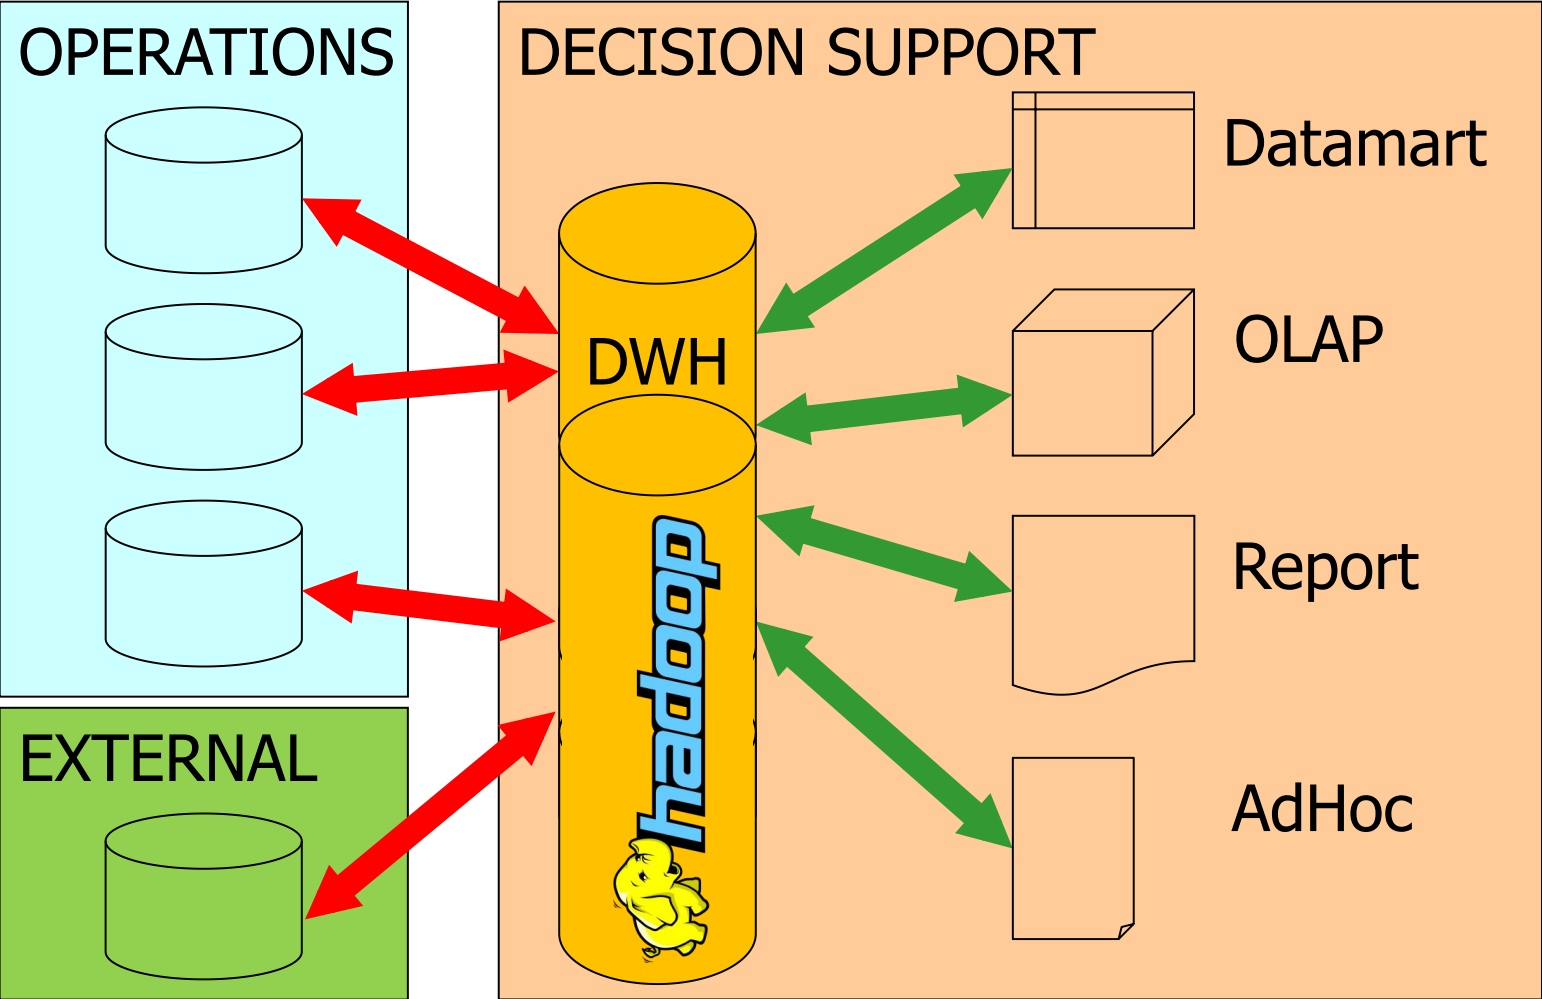 OPERATIONS
EXTERNAL
DECISION SUPPORT
DWH
hadoop
Datamart
OLAP
Report
AdHoc